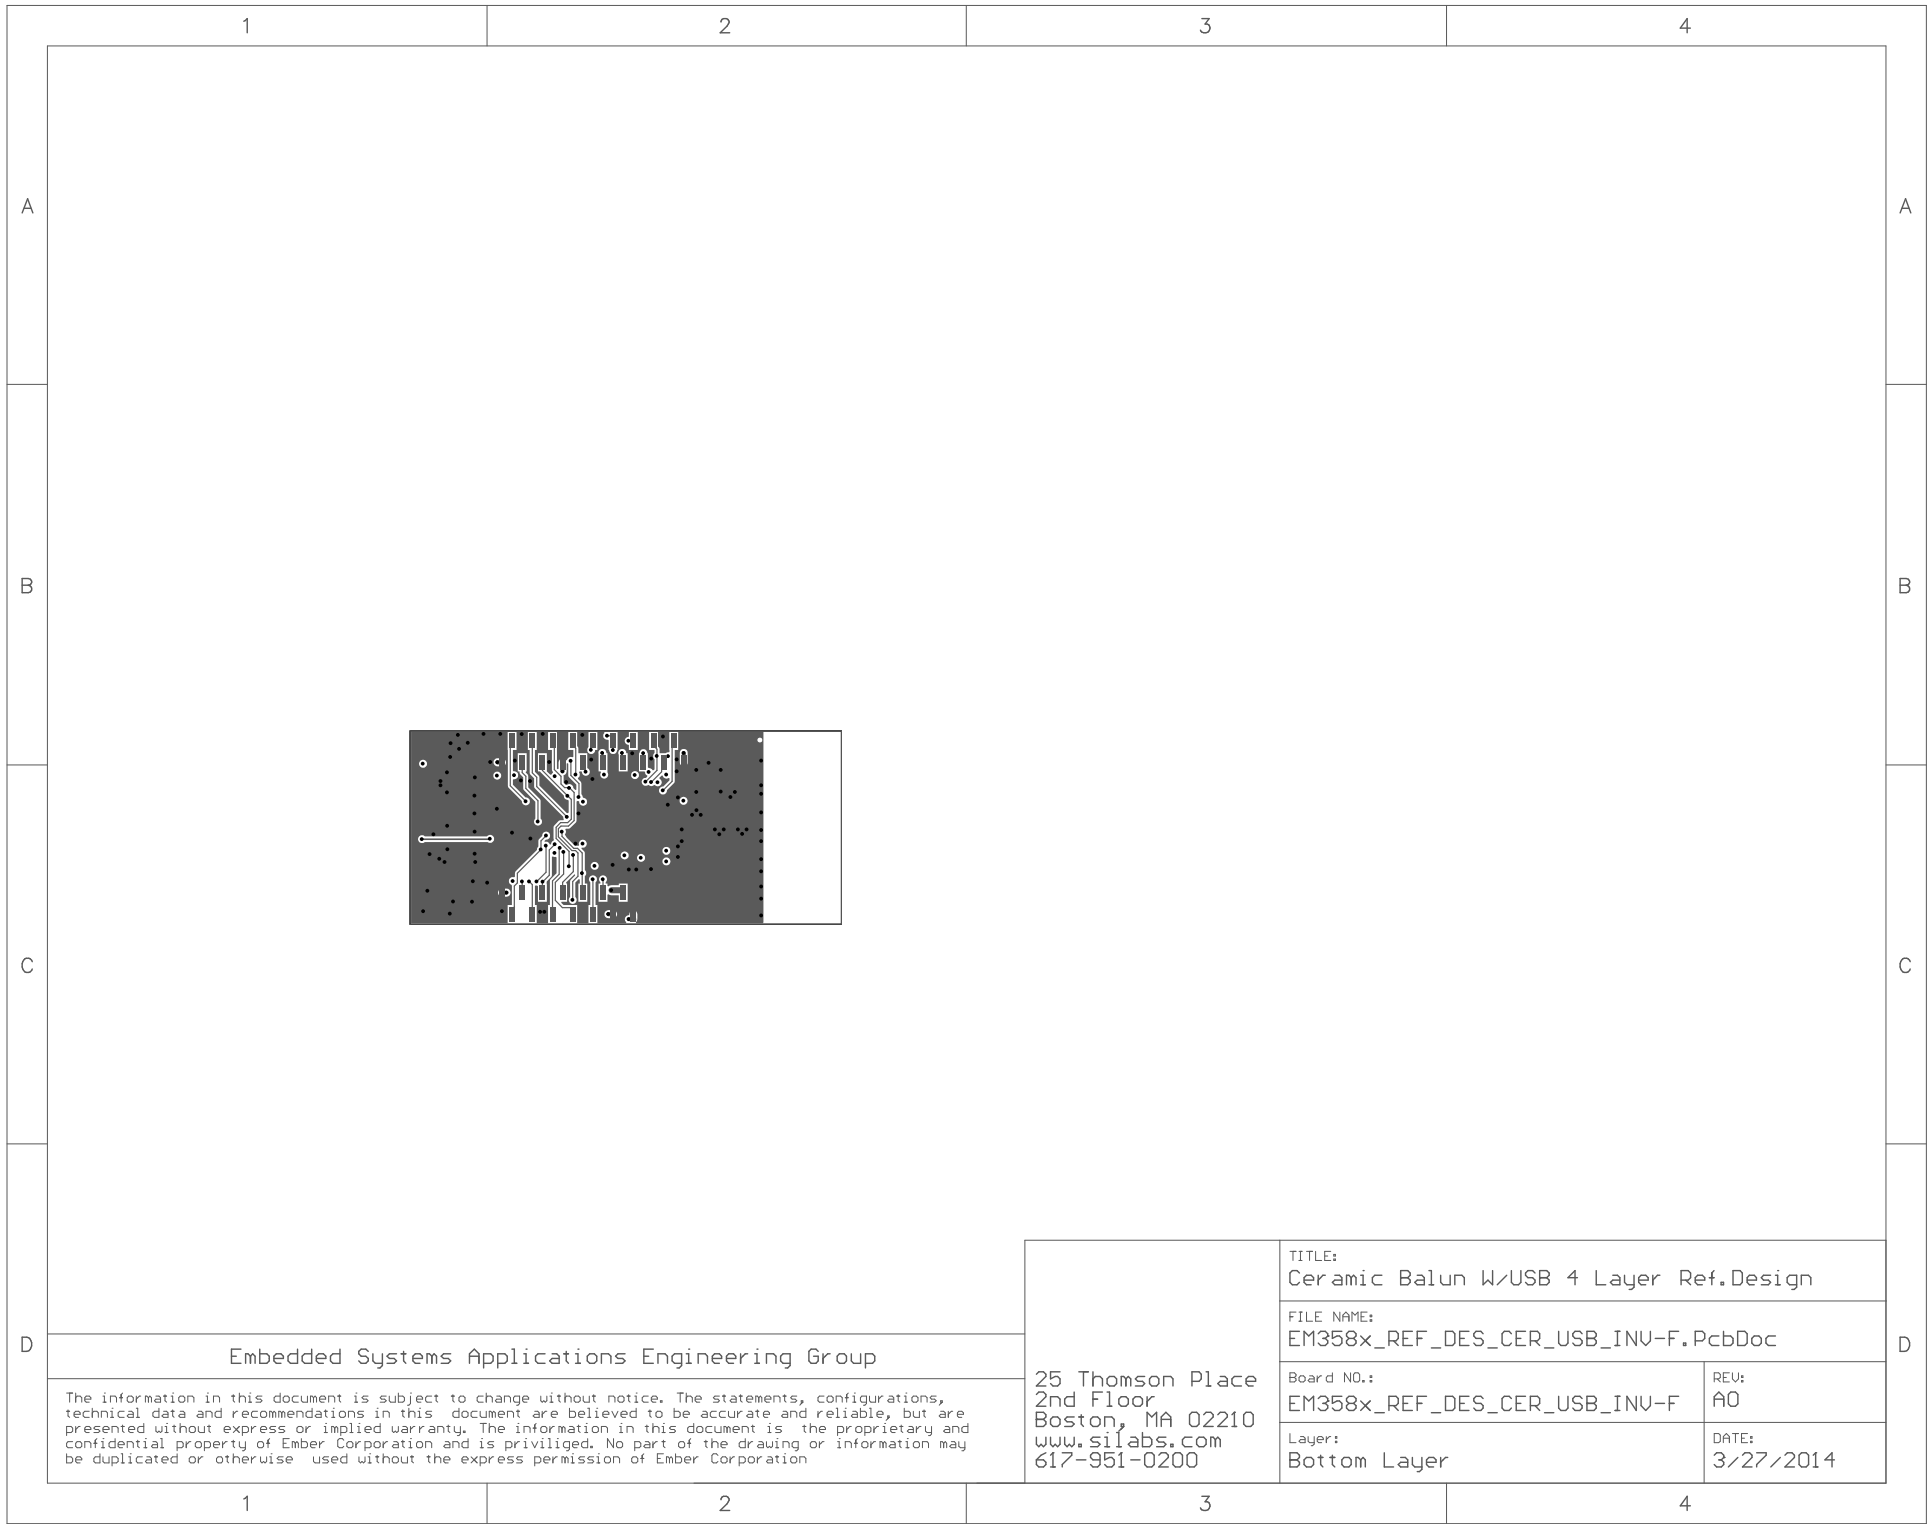 1 2 3 4
A A
B B
C C
D D
TITLE:
Ceramic Balun W/USB 4 Layer Ref.Design
FILE NAME:
EM358x_REF_DES_CER_USB_INV-F.PcbDoc
Embedded Systems Applications Engineering Group
25 Thomson Place
2nd Floor
Boston, MA 02210
www.silabs.com
617-951-0200
Board NO.:
EM358x_REF_DES_CER_USB_INV-F
REV:
A0
The information in this document is subject to change without notice. The statements, configurations,
technical data and recommendations in this document are believed to be accurate and reliable, but are
presented without express or implied warranty. The information in this document is the proprietary and
confidential property of Ember Corporation and is priviliged. No part of the drawing or information may
be duplicated or otherwise used without the express permission of Ember Corporation
Layer:
Bottom Layer
DATE:
3/27/2014
1 2 3 4